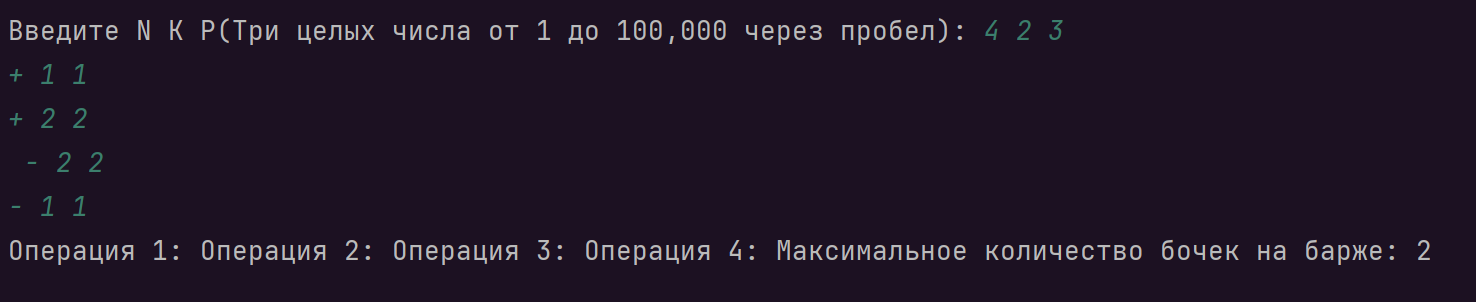 Введите N K P(Три целых числа от 1 до 100,000 через пробел): 4 2 3
+ 1 1
+ 2 2
 - 2 2
- 1 1
Операция 1: Операция 2: Операция 3: Операция 4: Максимальное количество бочек на барже: 2